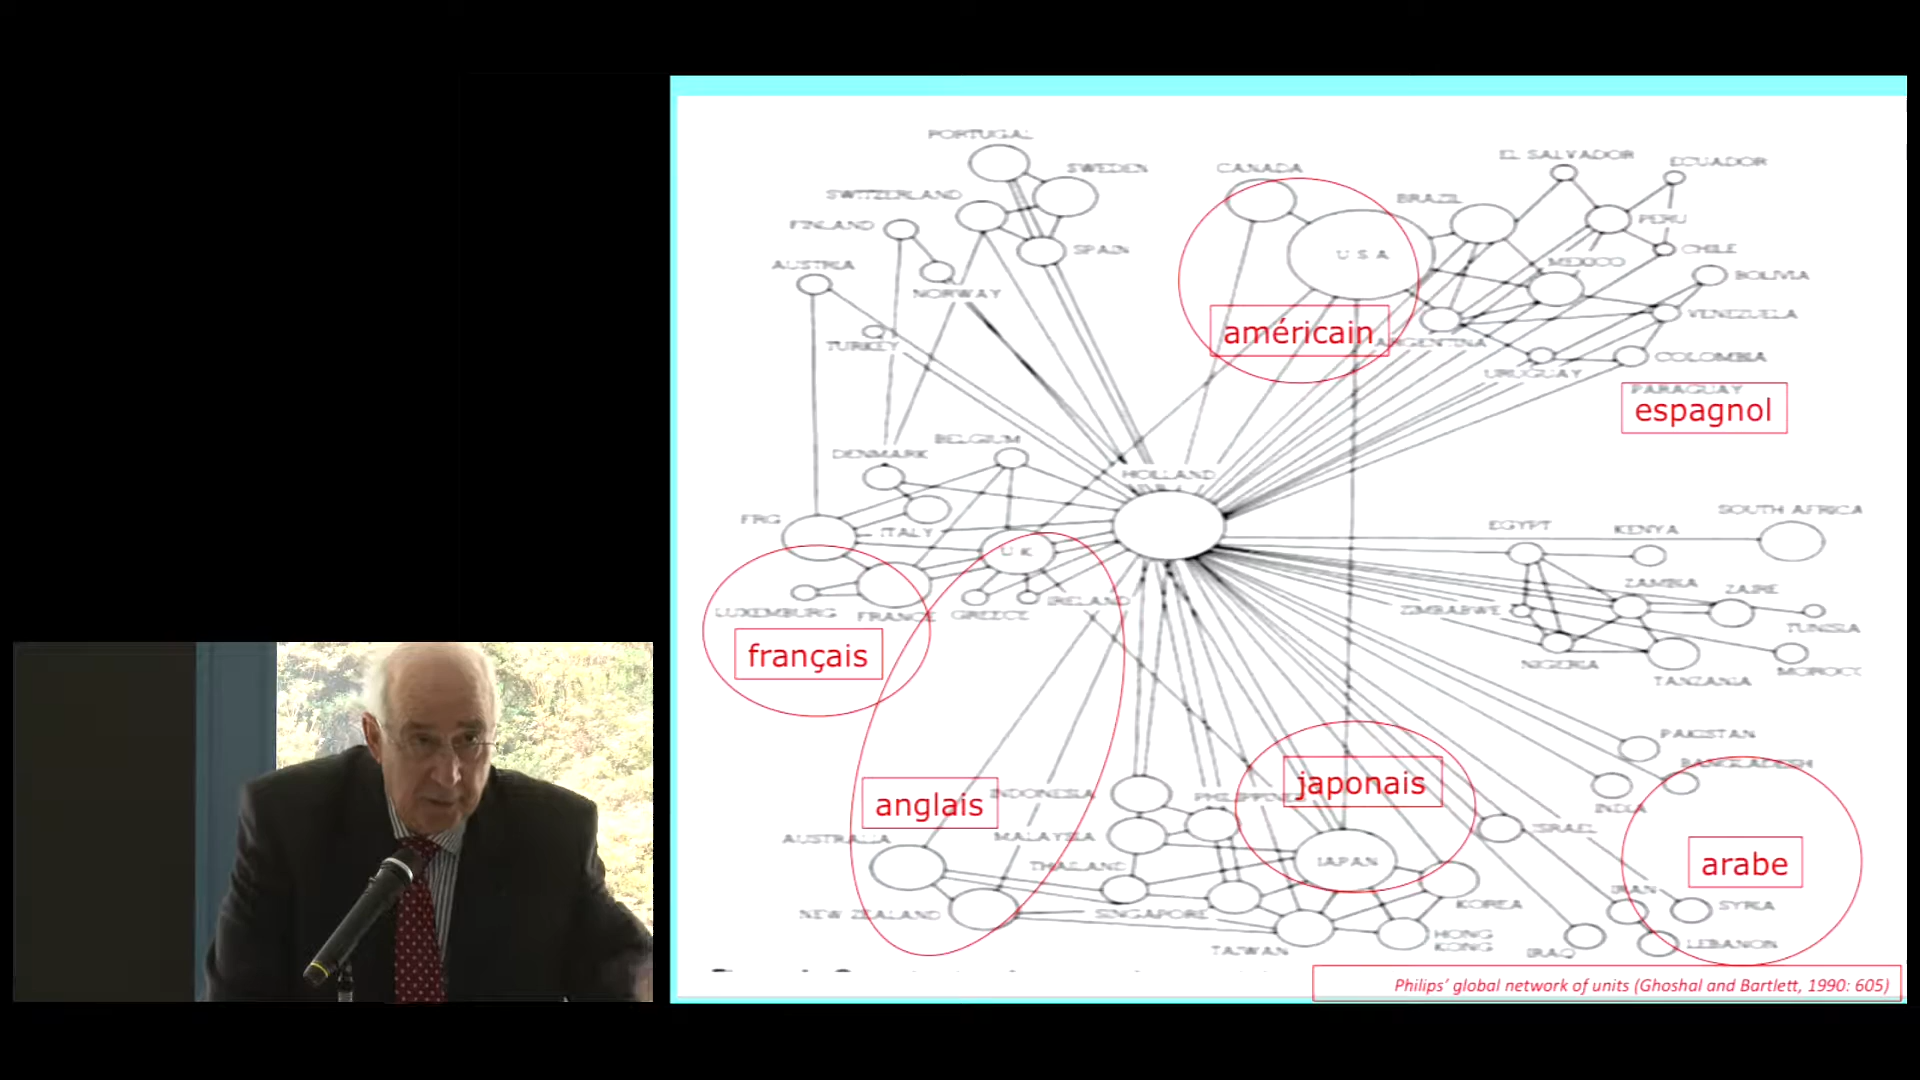 PORTUGAL
SWEDEN
SWITZERLAND
FINLAND
SPAIN
AUSTRIA
NORWAY
TURKEY
CANADA
USA
BRAZIL
EL SALVADOR
ECUADOR
PERU
CHILE
MEXICO
BOLIVIA
VENEZUELA
ARGENTINA
COLOMBIA
URUGUAY
PARAGUAY
américain
espagnol
BELGIUM
DENMARK
HOLLAND
FRG
ITALY
UK
LUXEMBURG
FRANCE
GREECE
IRELAND
français
EGYPT
KENYA
SOUTH AFRICA
ZAMBIA
ZAIRE
ZIMBABWE
TUNISIA
NIGERIA
TANZANIA
MOROCC
anglais
INDONESIA
PHILIPPINE
japonais
PAKISTAN
BANGLADESH
INDIA
AUSTRALIA
MALAYSIA
THAILAND
JAPAN
ISRAEL
arabe
NEW ZEALAND
SINGAPORE
TAIWAN
KOREA
HONG
KONG
IRAN
SYRIA
IRAQ
LEBANON
Philips' global network of units (Ghoshal and Bartlett, 1990: 605)